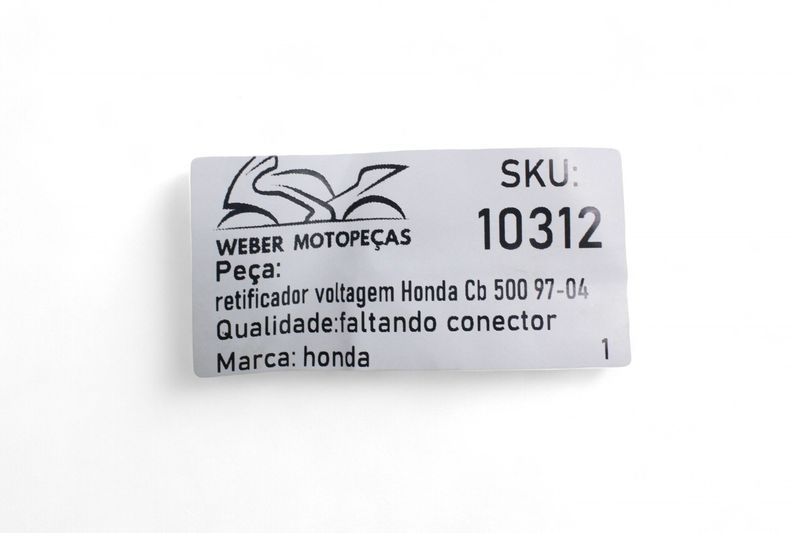 WEBER MOTOPEÇAS
SKU:
10312
Peça:
retificador voltagem Honda Cb 500 97-04
Qualidade:faltando conector
Marca: honda
1